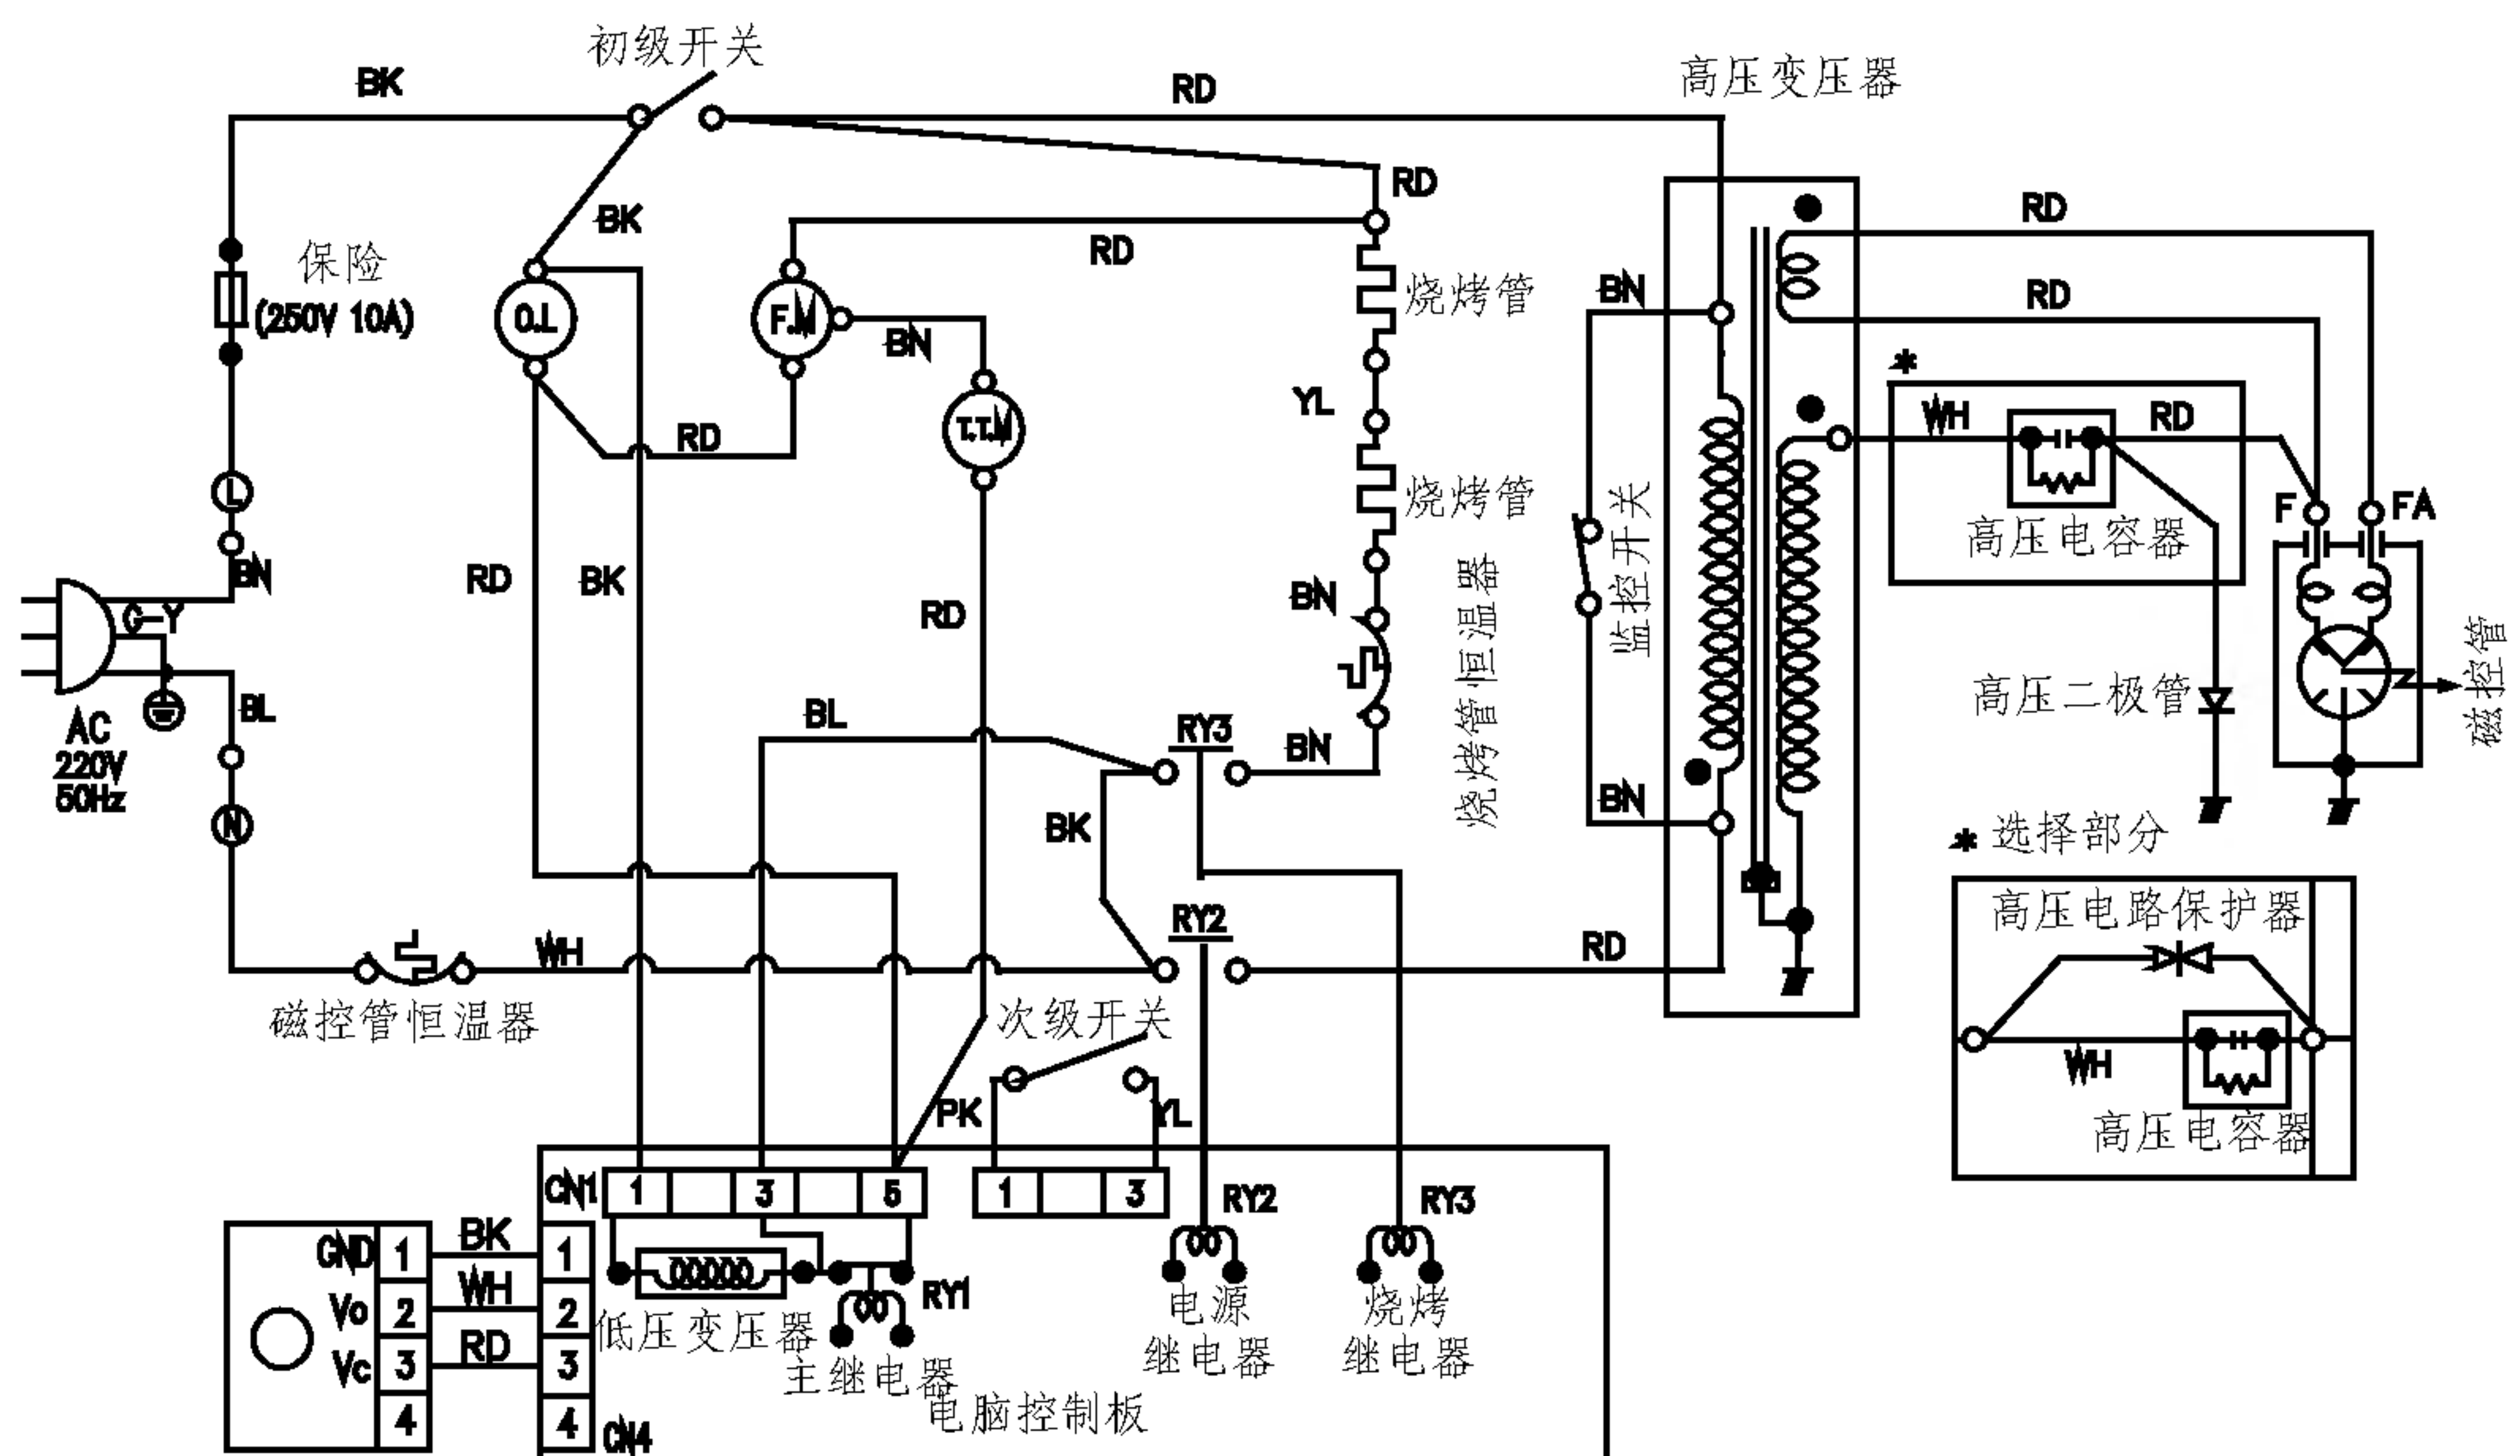 初级开关
BK
RD
高压变压器
RD
BK
RD
RD
保险
(250V 10A)
O.L
F.M
BN
烧烤管
BN
RD
*
YL
T.T.M
RD
WH
RD
L
烧烤管
监控开关
高压电容器
F
FA
BN
G-Y
RD
BK
RD
BN
烧烤管恒温器
AC
220V
50Hz
BL
BL
RY3
BN
高压二极管
磁控管
N
BK
BN
* 选择部分
WH
RY2
RD
高压电路保护器
磁控管恒温器
次级开关
WH
PK
YL
高压电容器
CN1
1
3
5
1
3
RY2
RY3
GND
1
BK
1
Vo
2
WH
2
低压变压器
RY1
电源
继电器
烧烤
继电器
Vc
3
RD
3
主继电器
4
4
CN4
电脑控制板